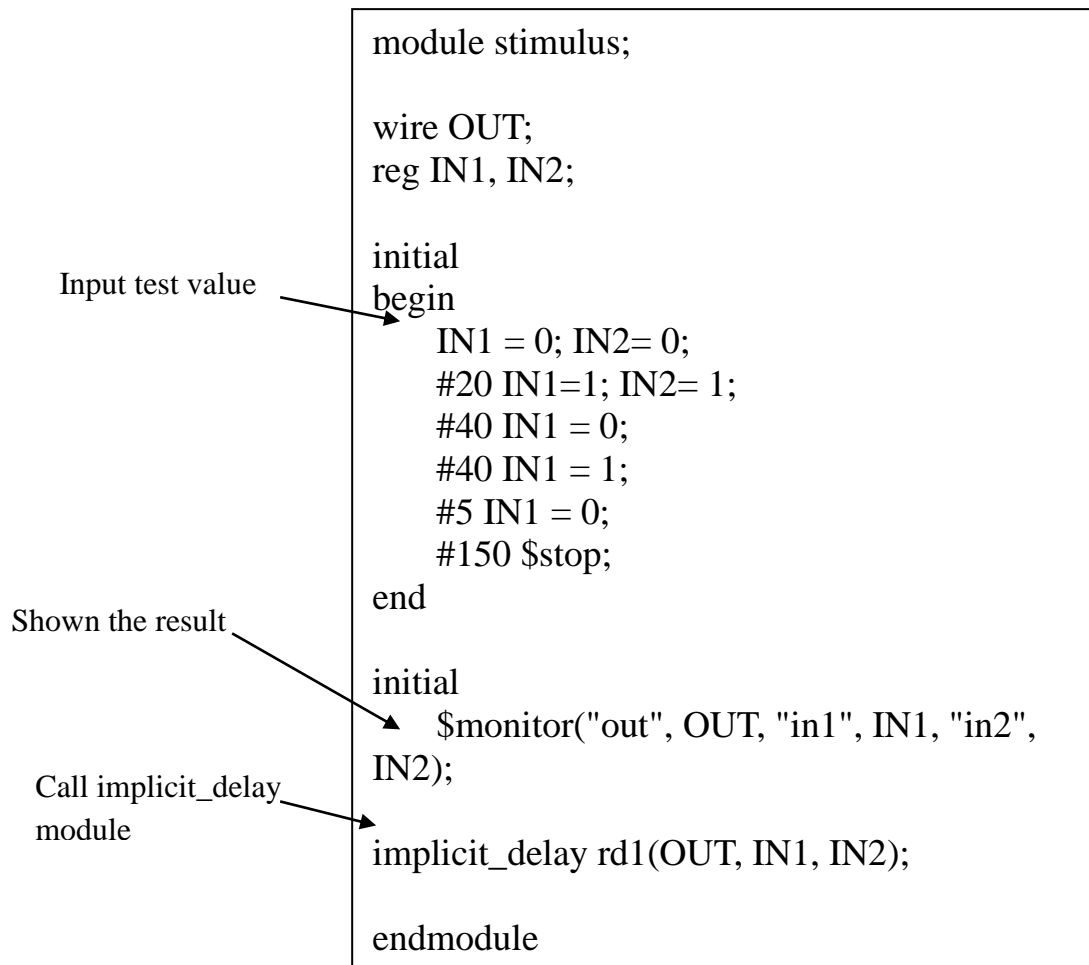 module stimulus;
wire OUT;
reg IN1, IN2;
initial
Input test value
begin
IN1 = 0; IN2= 0;
#20 IN1=1; IN2= 1;
#40 IN1 = 0;
#40 IN1 = 1;
#5 IN1 = 0;
#150 $stop;
end
Shown the result
initial
$monitor("out", OUT, "in1", IN1, "in2",
IN2);
Call implicit_delay
module
implicit_delay rd1(OUT, IN1, IN2);
endmodule